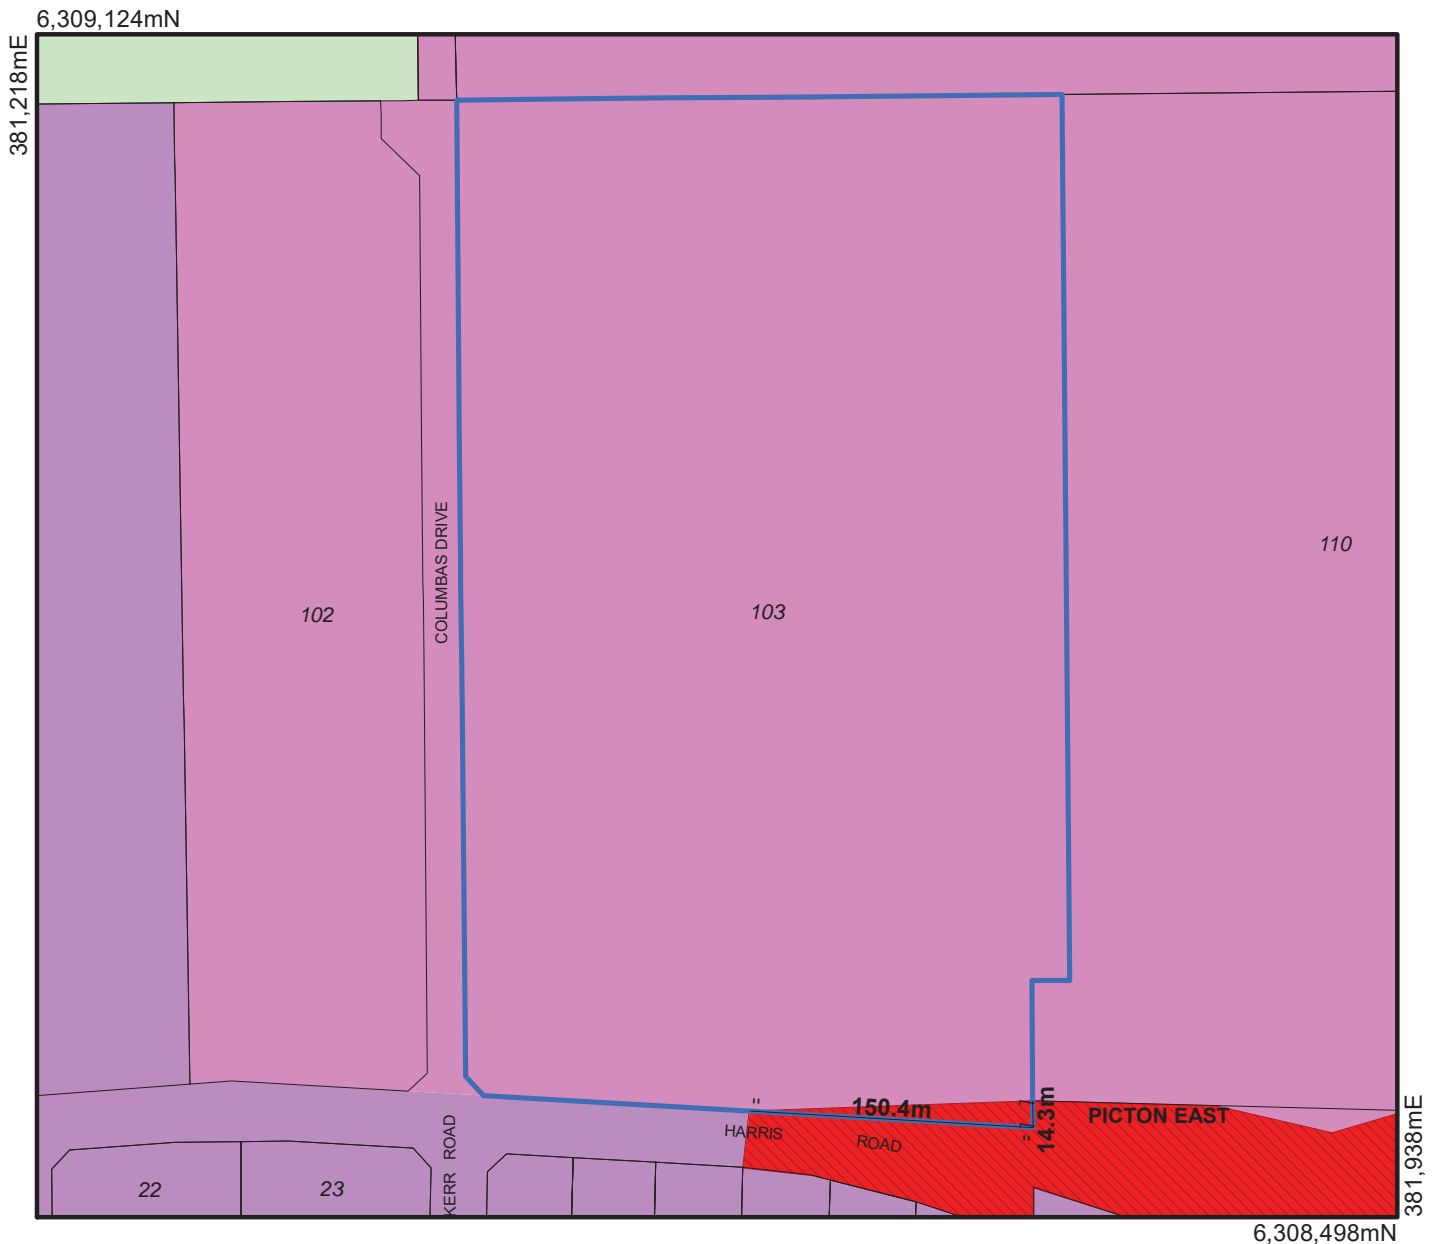 6,309,124mN
381,218mE
COLUMBAS DRIVE
110
102
103
150.4m
14.3m
PICTON EAST
HARRIS ROAD
KERR ROAD
22
23
381,938mE
6,308,498mN